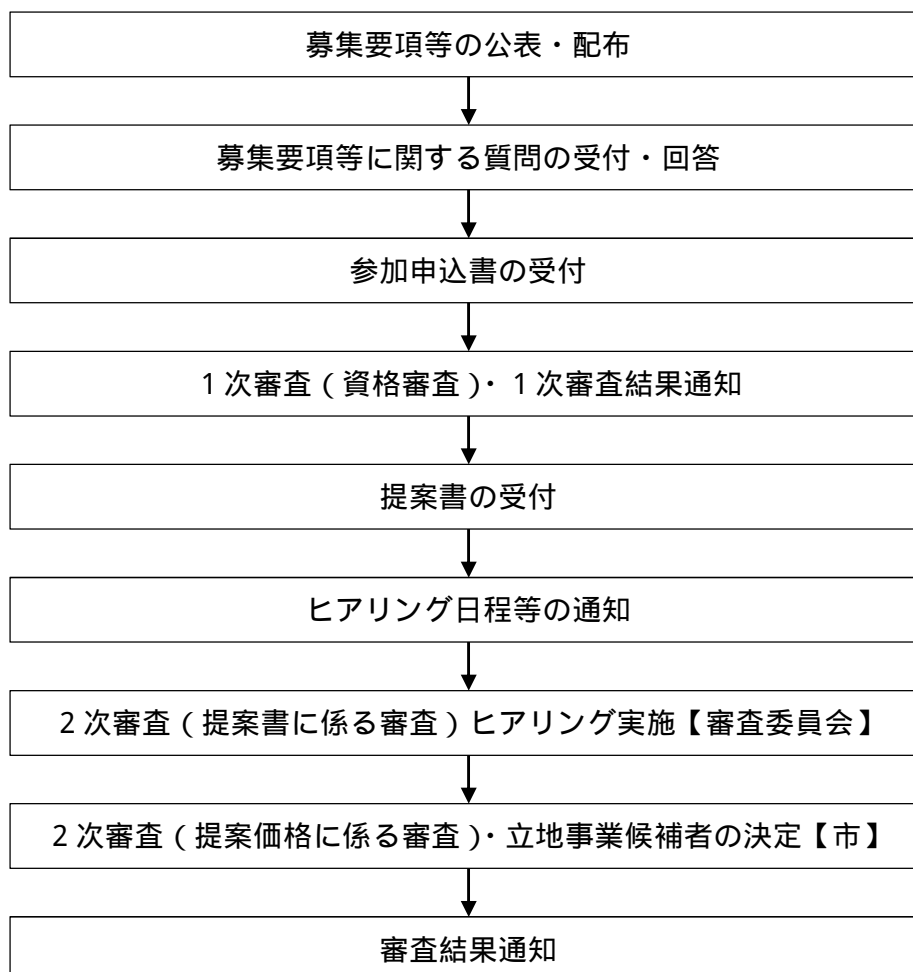 募集要項等の公表・配布
募集要項等に関する質問の受付・回答
参加申込書の受付
1次審査(資格審査)・1次審査結果通知
提案書の受付
ヒアリング日程等の通知
2次審査(提案書に係る審査)ヒアリング実施【審査委員会】
2次審査(提案価格に係る審査)・立地事業候補者の決定【市】
審査結果通知